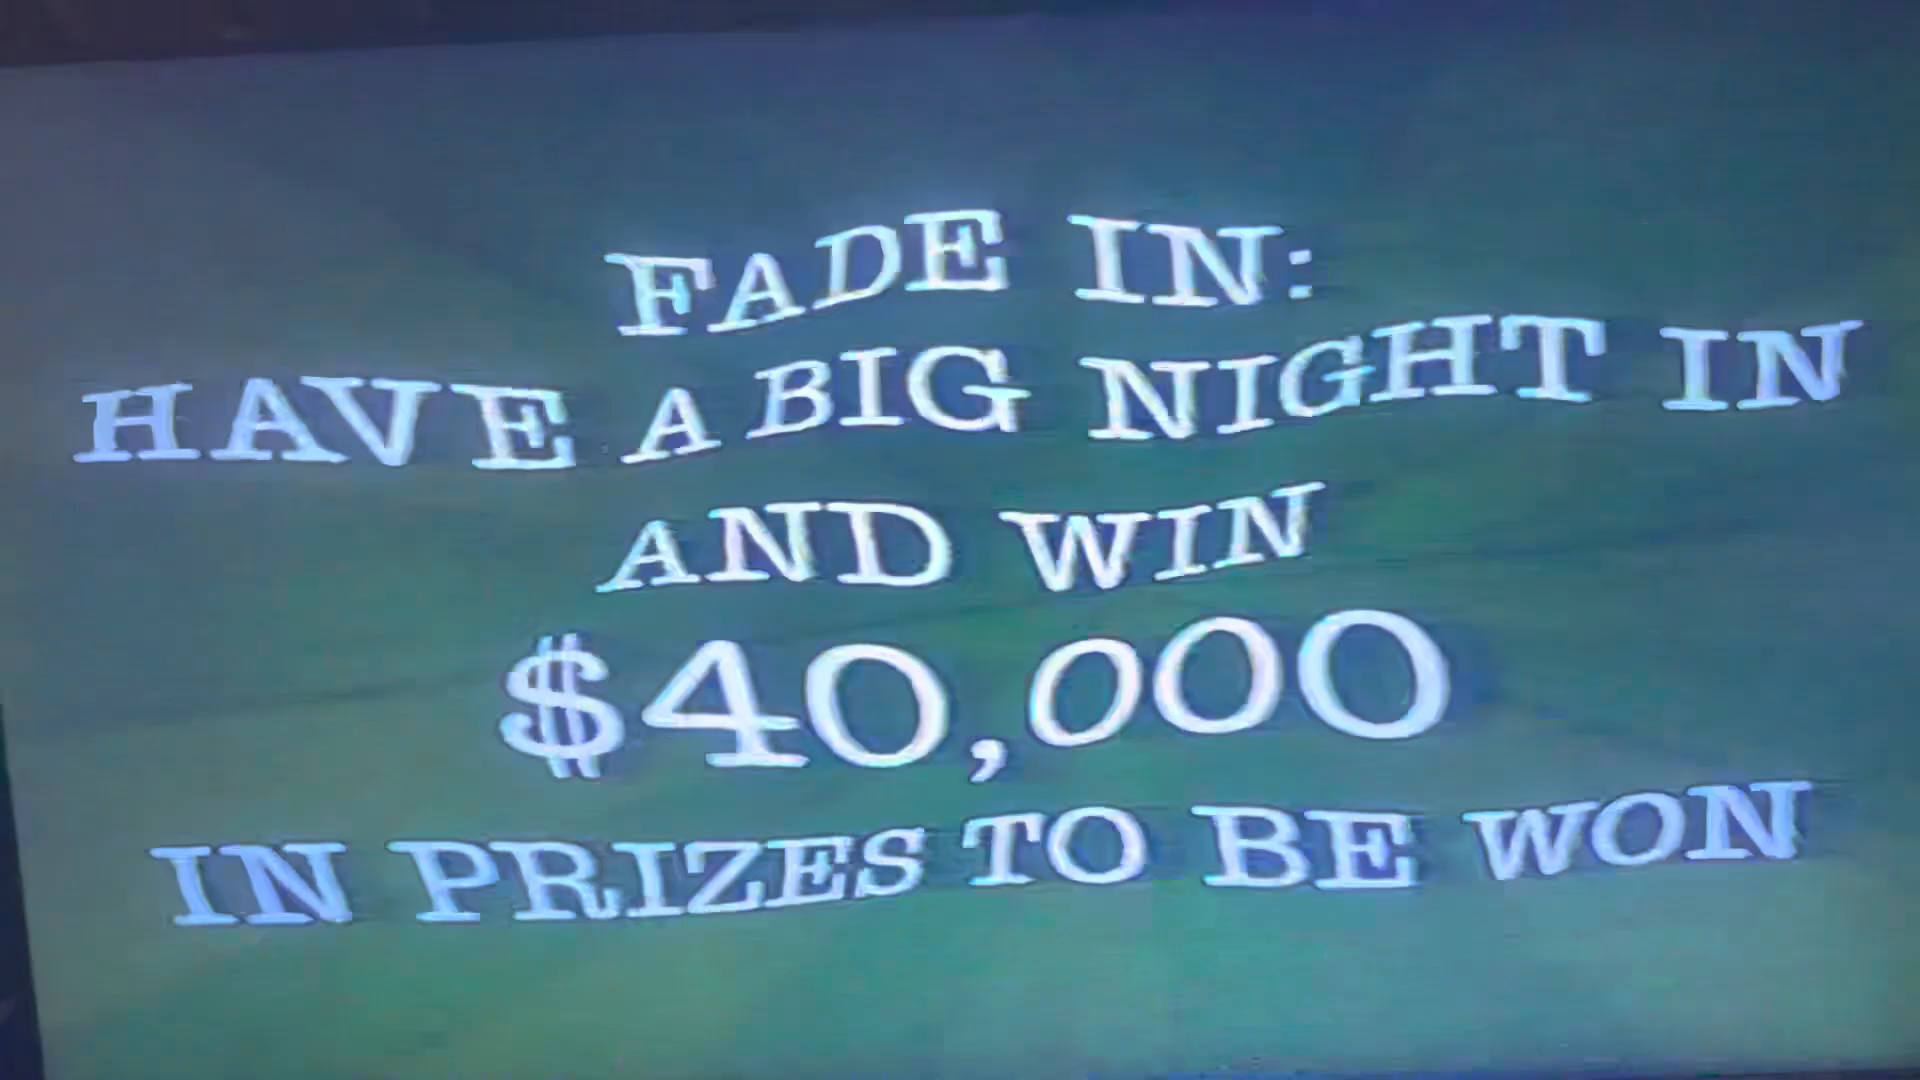 FADE IN:
HAVE A BIG NIGHT IN
AND WIN
$40,000
IN PRIZES TO BE WON